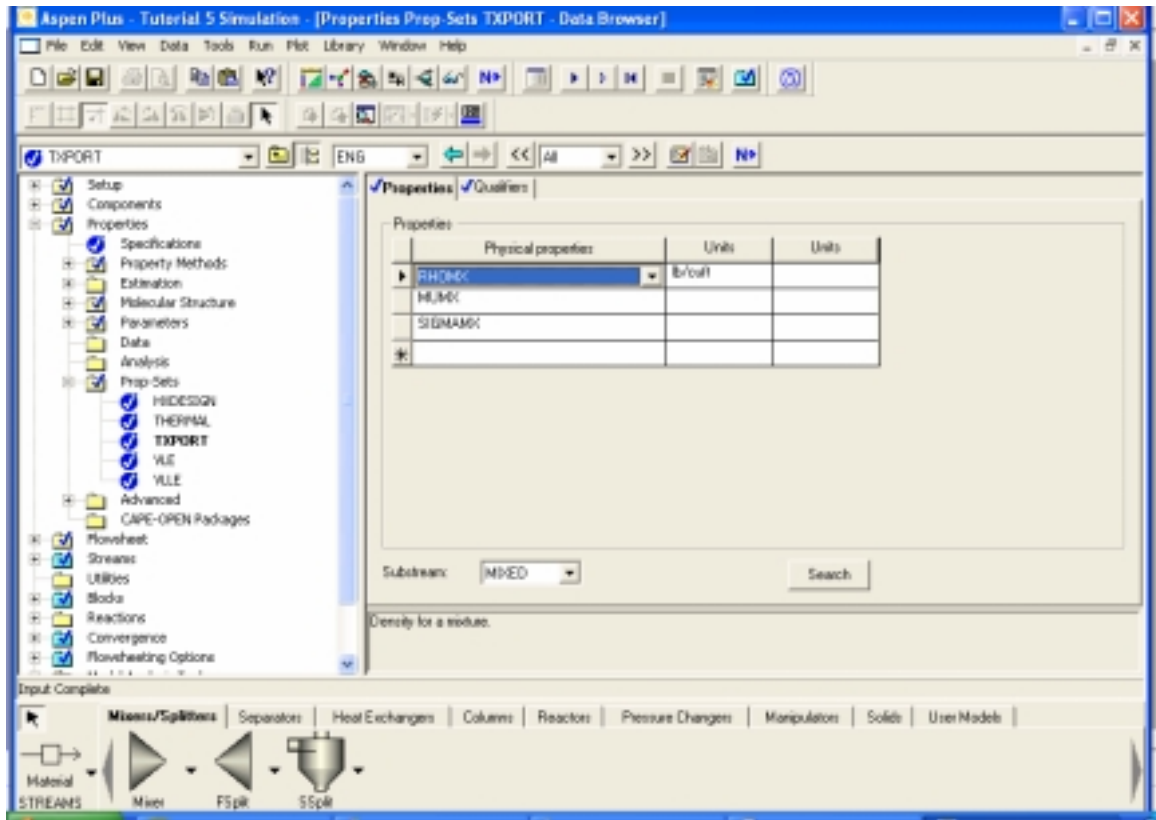 Aspen Plus - Tutorial 5 Simulation - [Properties Prop-Sets TXPORT - Data Browser]
File Edit View Data Tools Run Plot Library Window Help
N>
TXPORT ENG << All >> N>
Setup
Components
Properties
Specifications
Property Methods
Estimation
Molecular Structure
Parameters
Data
Analysis
Prop-Sets
HXDESIGN
THERMAL
TXPORT
VLE
VLLE
Advanced
CAPE-OPEN Packages
Flowsheet
Streams
Utilities
Blocks
Reactions
Convergence
Flowsheeting Options
Properties Qualifiers
Properties
Physical properties Units Units
RHOMX lb/cuft
MUMX
SIGMAMX
Substream: MIXED Search
Density for a mixture.
Input Complete
Mixers/Splitters Separators Heat Exchangers Columns Reactors Pressure Changers Manipulators Solids User Models
Material
STREAMS Mixer FSplit SSplit